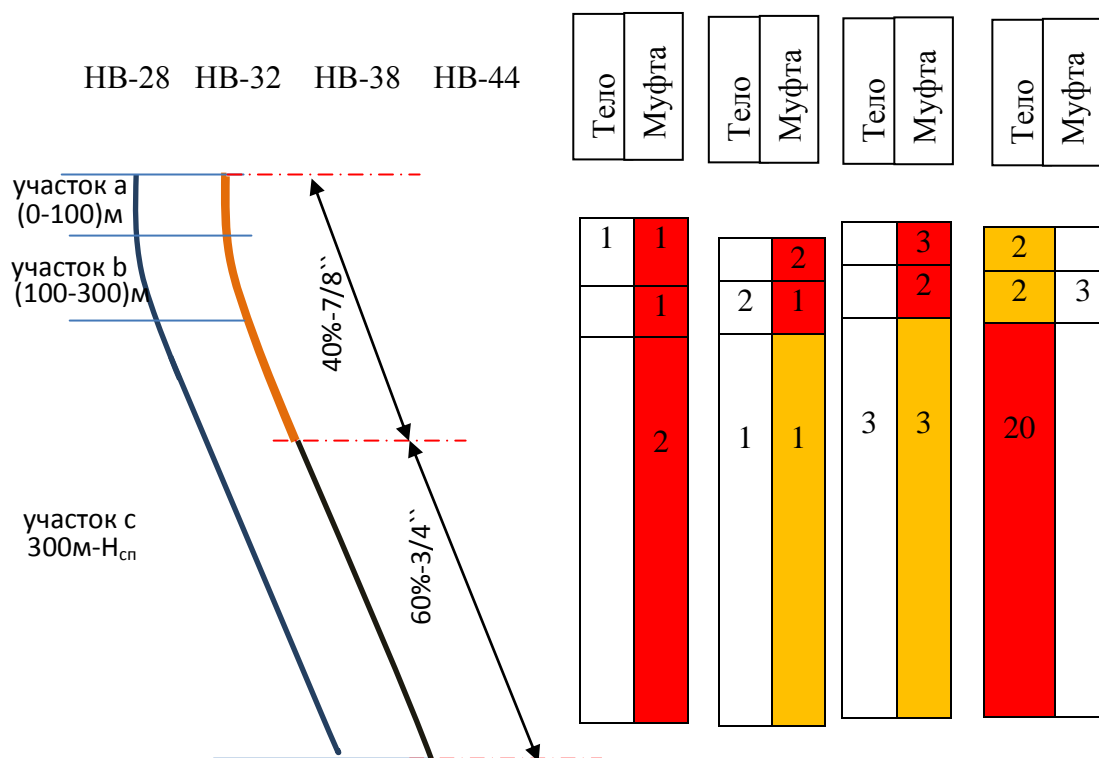 НВ-28 НВ-32 НВ-38 НВ-44
Тело Муфта Тело Муфта Тело Муфта Тело Муфта
участок a
(0-100)м
участок b
(100-300)м
участок c
300м-Нсп
40%-7/8``
60%-3/4``
1 1
1
2
2
2 1
1 1
3
2
3 3
2
2 3
20